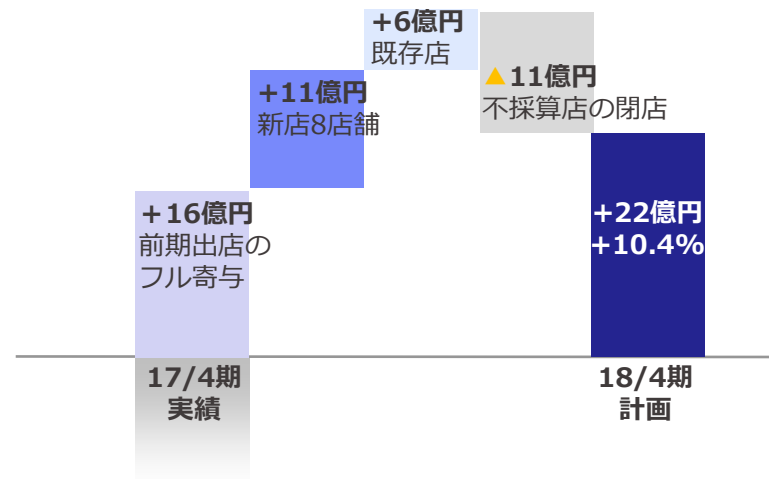 +6億円
既存店
▲11億円
不採算店の閉店
+11億円
新店8店舗
+16億円
前期出店の
フル寄与
+22億円
+10.4%
17/4期
実績
18/4期
計画